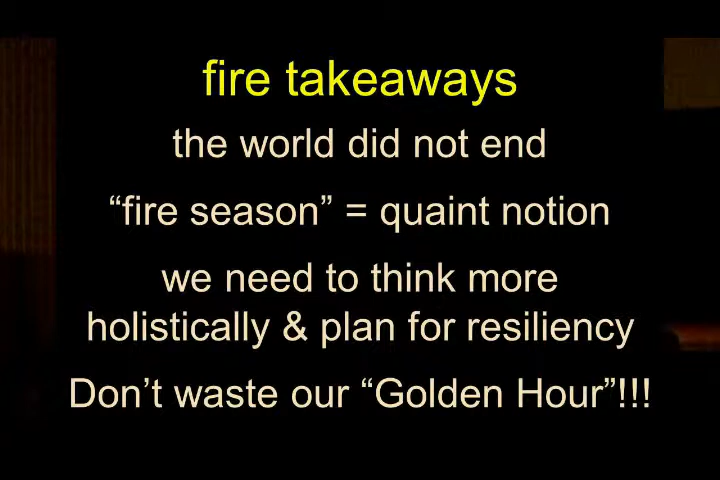 fire takeaways
the world did not end
“fire season” = quaint notion
we need to think more
holistically & plan for resiliency
Don’t waste our “Golden Hour”!!!